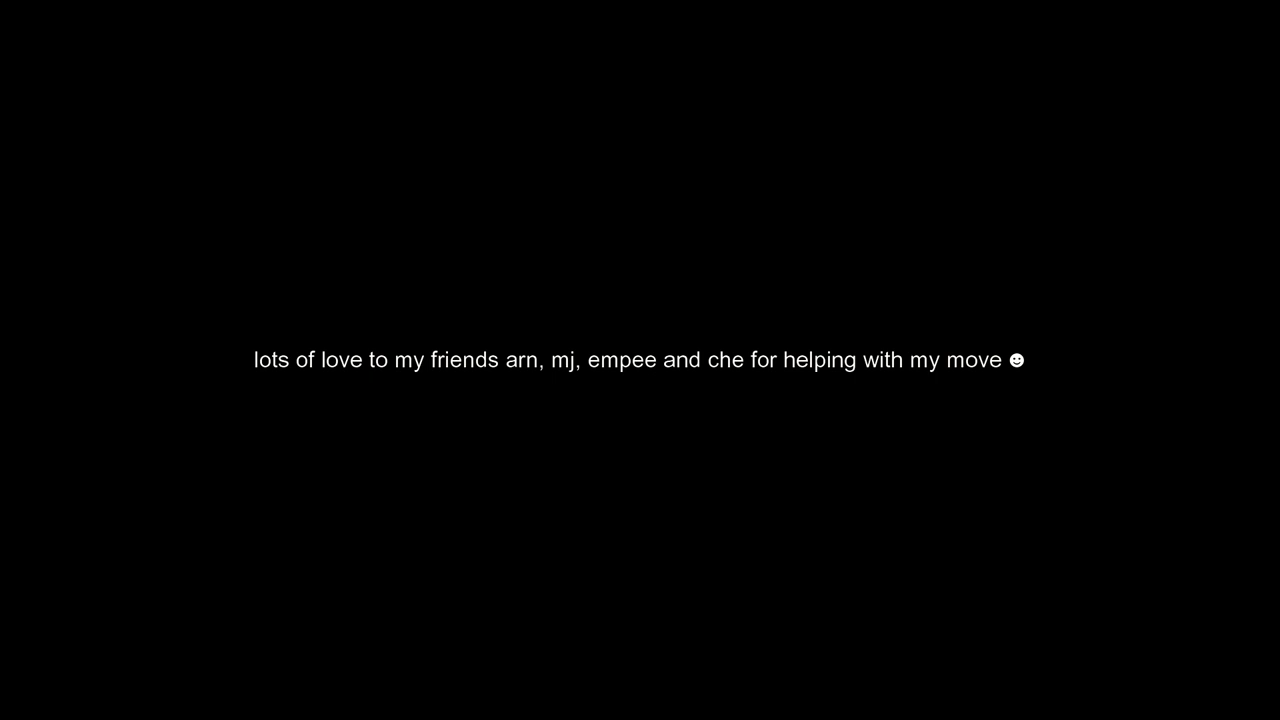 lots of love to my friends arn, mj, empee and che for helping with my move ☻